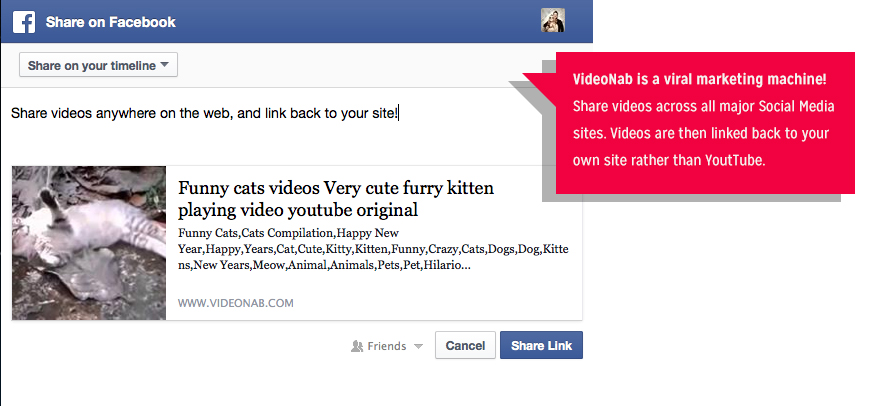 Share on Facebook
Share on your timeline
Share videos anywhere on the web, and link back to your site!
VideoNab is a viral marketing machine!
Share videos across all major Social Media
sites. Videos are then linked back to your
own site rather than YoutTube.
Funny cats videos Very cute furry kitten
playing video youtube original
Funny Cats,Cats Compilation,Happy New
Year,Happy,Years,Cat,Cute,Kitty,Kitten,Funny,Crazy,Cats,Dogs,Dog,Kitte
ns,New Years,Meow,Animal,Animals,Pets,Pet,Hilario...
WWW.VIDEONAB.COM
Friends
Cancel
Share Link